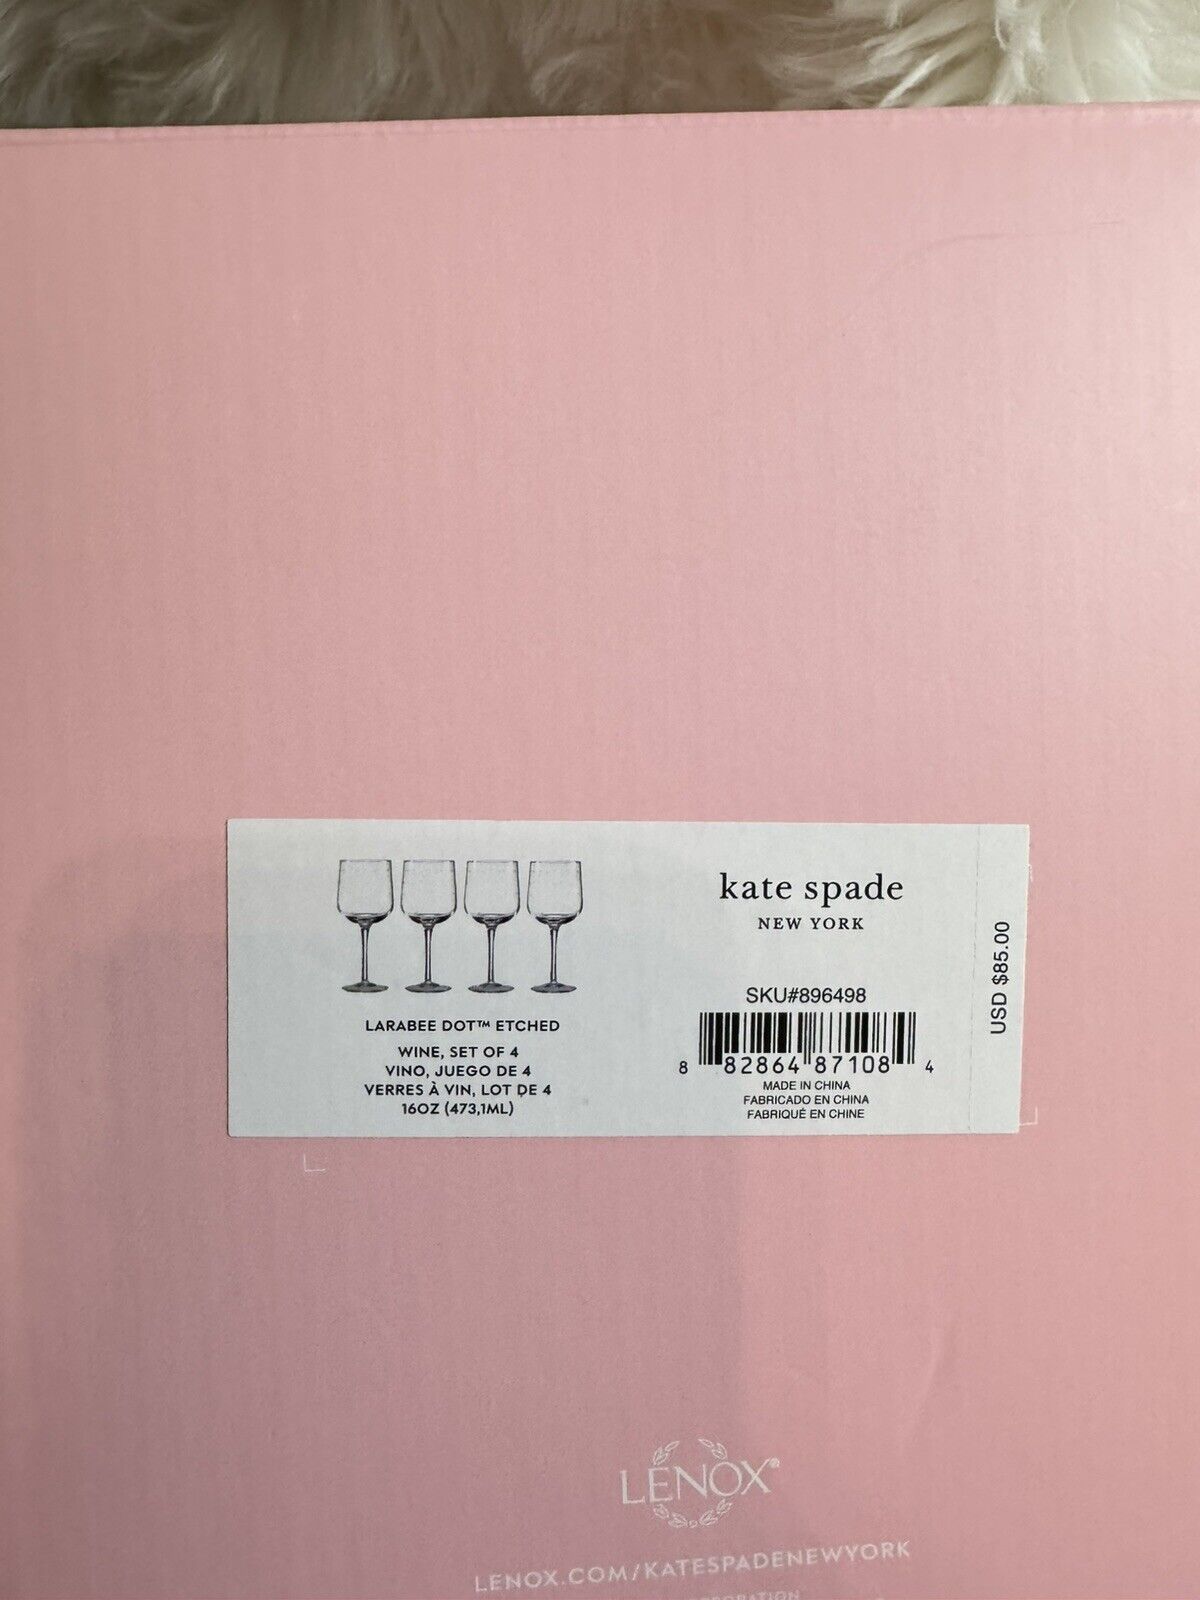 LARABEE DOT™ ETCHED
WINE, SET OF 4
VINO, JUEGO DE 4
VERRES À VIN, LOT DE 4
16OZ (473,1ML)
kate spade
NEW YORK
SKU#896498
8 82864 87108 4
MADE IN CHINA
FABRICADO EN CHINA
FABRIQUÉ EN CHINE
USD $85.00
LENOX®
LENOX.COM/KATESPADENEWYORK